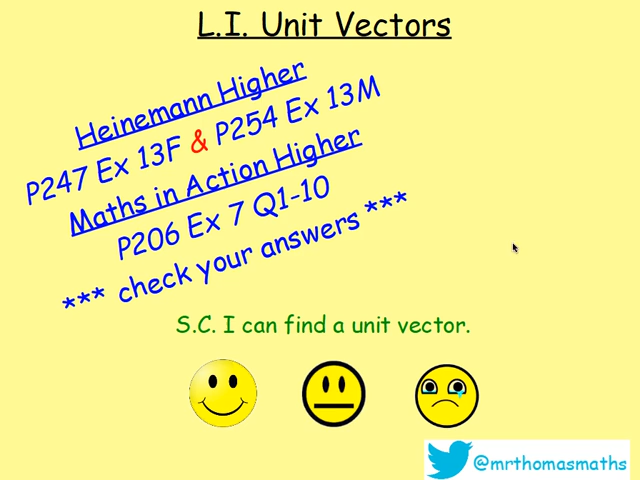 L.I. Unit Vectors
Heinemann Higher
P247 Ex 13F & P254 Ex 13M
Maths in Action Higher
P206 Ex 7 Q1-10
*** check your answers ***
S.C. I can find a unit vector.
@mrthomasmaths